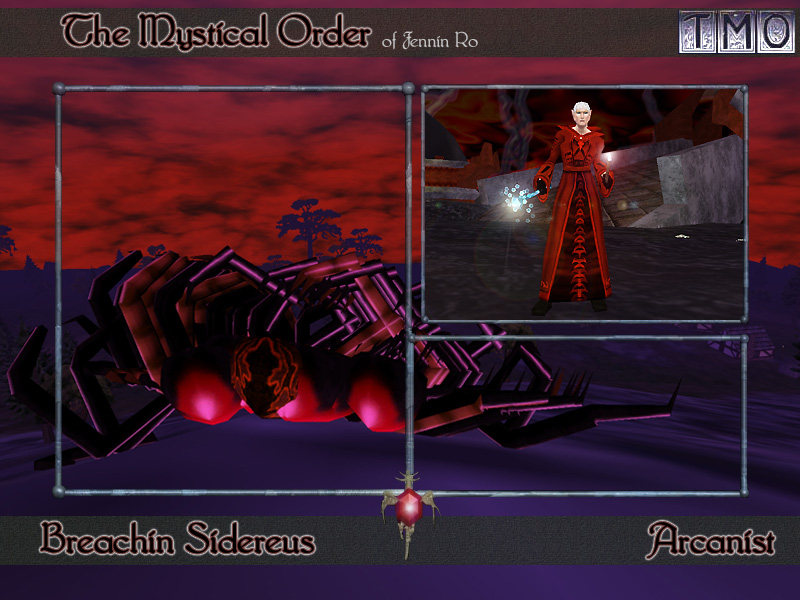 The Mystical Order of Jennin Ro
TMO
Breachin Sidereus
Arcanist